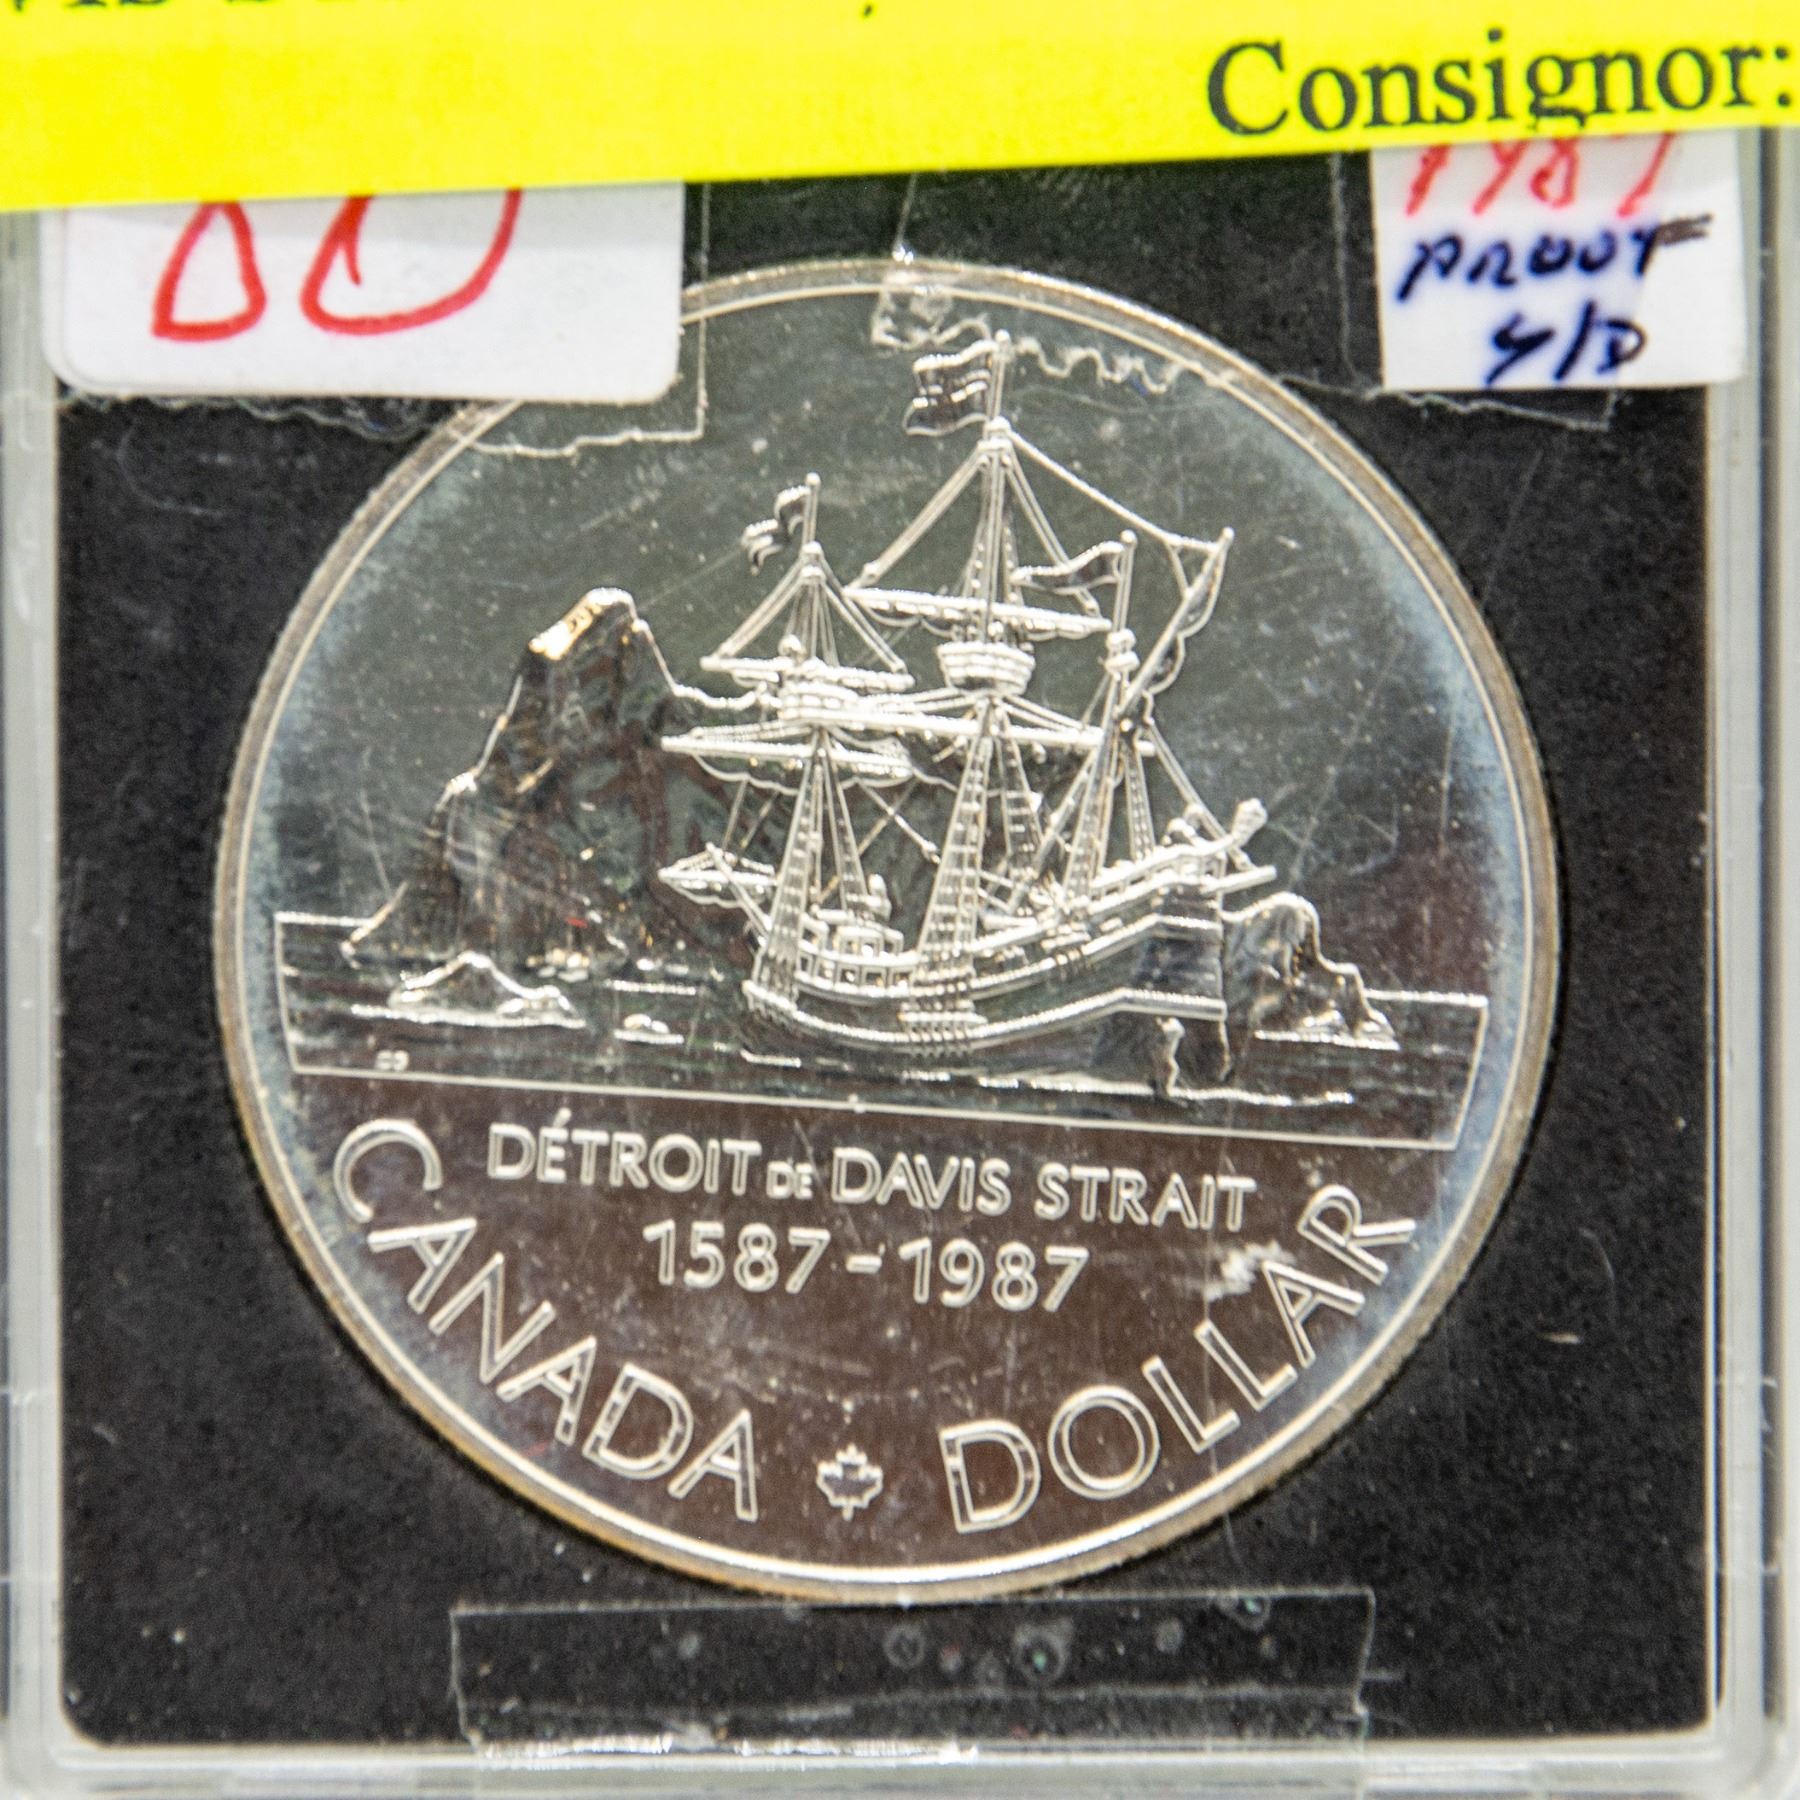 Consignor:
1987
PROOF
S/D
DÉTROIT DE DAVIS STRAIT
1587-1987
CANADA DOLLAR